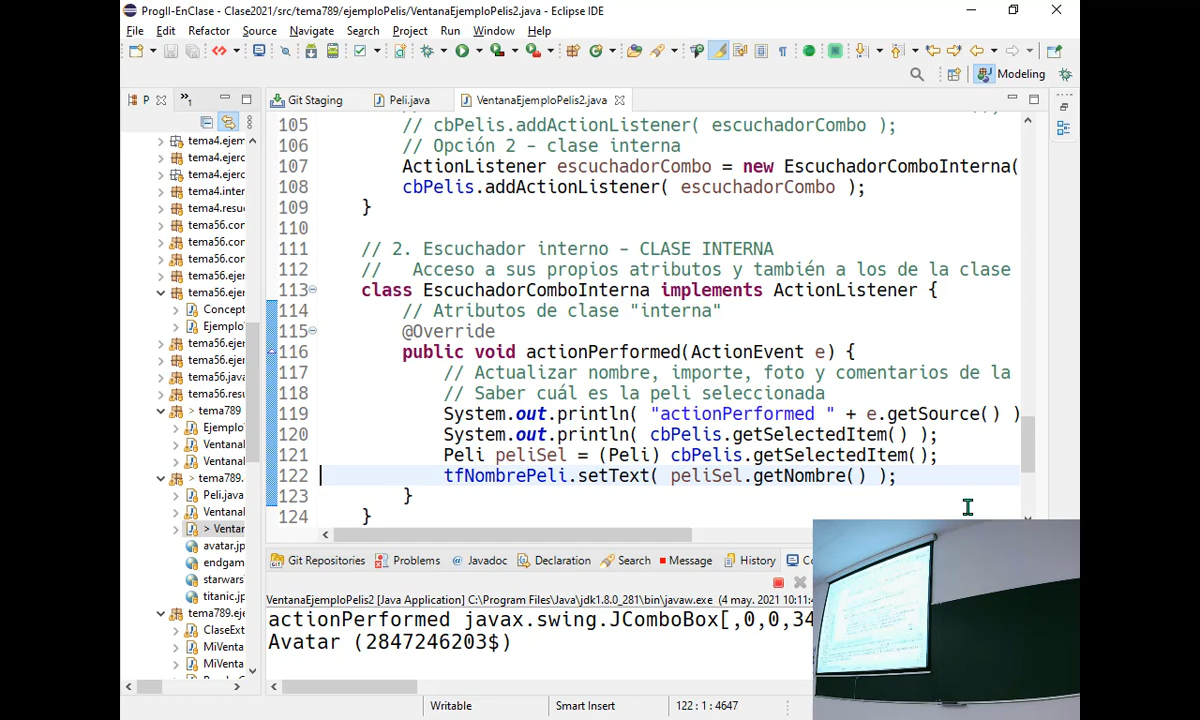 ProgII-EnClase - Clase2021/src/tema789/ejemploPelis/VentanaEjemploPelis2.java - Eclipse IDE
File Edit Refactor Source Navigate Search Project Run Window Help
Modeling
P
»1
Git Staging
Peli.java
VentanaEjemploPelis2.java
tema4.ejem
tema4.ejerc
tema4.ejerc
tema4.inter
tema4.resue
tema56.con
tema56.con
tema56.con
tema56.ejer
tema56.ejer
Concept
Ejemplo
tema56.ejer
tema56.ejer
tema56.java
tema56.resu
> tema789
Ejemplo
Ventana
Ventana
> tema789.
Peli.java
Ventana
> Ventan
avatar.jp
endgam
starwars
titanic.jp
tema789.eje
ClaseExt
MiVenta
MiVenta
105 // cbPelis.addActionListener( escuchadorCombo );
106 // Opción 2 - clase interna
107 ActionListener escuchadorCombo = new EscuchadorComboInterna(
108 cbPelis.addActionListener( escuchadorCombo );
109 }
110
111 // 2. Escuchador interno - CLASE INTERNA
112 //   Acceso a sus propios atributos y también a los de la clase
113 class EscuchadorComboInterna implements ActionListener {
114 // Atributos de clase "interna"
115 @Override
116 public void actionPerformed(ActionEvent e) {
117 // Actualizar nombre, importe, foto y comentarios de la
118 // Saber cuál es la peli seleccionada
119 System.out.println( "actionPerformed " + e.getSource() )
120 System.out.println( cbPelis.getSelectedItem() );
121 Peli peliSel = (Peli) cbPelis.getSelectedItem();
122 tfNombrePeli.setText( peliSel.getNombre() );
123 }
124 }
Git Repositories Problems @ Javadoc Declaration Search Message History Co
VentanaEjemploPelis2 [Java Application] C:\Program Files\Java\jdk1.8.0_281\bin\javaw.exe (4 may. 2021 10:11:4
actionPerformed javax.swing.JComboBox[,0,0,34
Avatar (2847246203$)
Writable
Smart Insert
122 : 1 : 4647